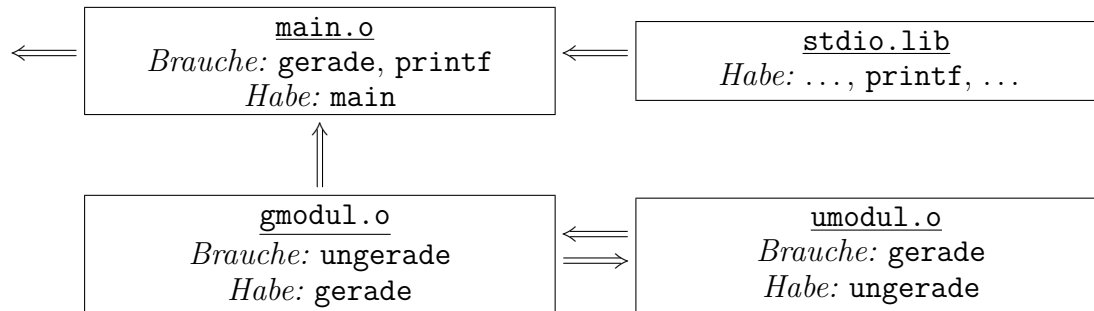 main.o
Brauche: gerade, printf
Habe: main
stdio.lib
Habe: ..., printf, ...
gmodul.o
Brauche: ungerade
Habe: gerade
umodul.o
Brauche: gerade
Habe: ungerade